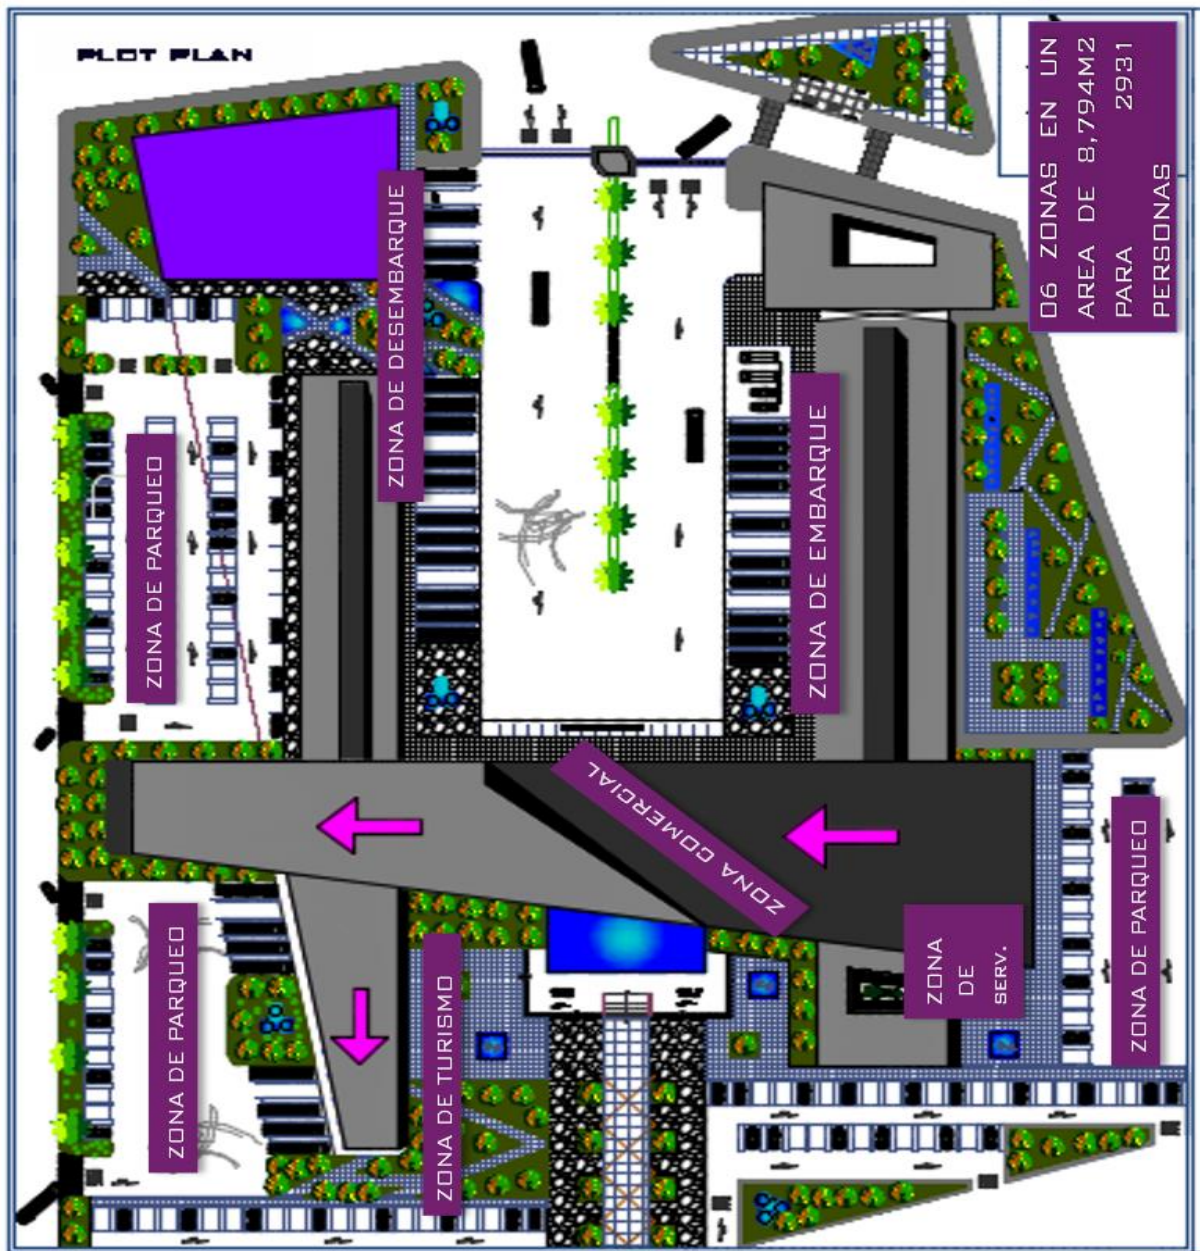 PLOT PLAN
06 ZONAS EN UN
AREA DE 8,794M2
PARA 2931
PERSONAS
ZONA DE DESEMBARQUE
ZONA DE EMBARQUE
ZONA DE PARQUEO
ZONA COMERCIAL
ZONA DE PARQUEO
ZONA DE PARQUEO
ZONA DE TURISMO
ZONA
DE
SERV.